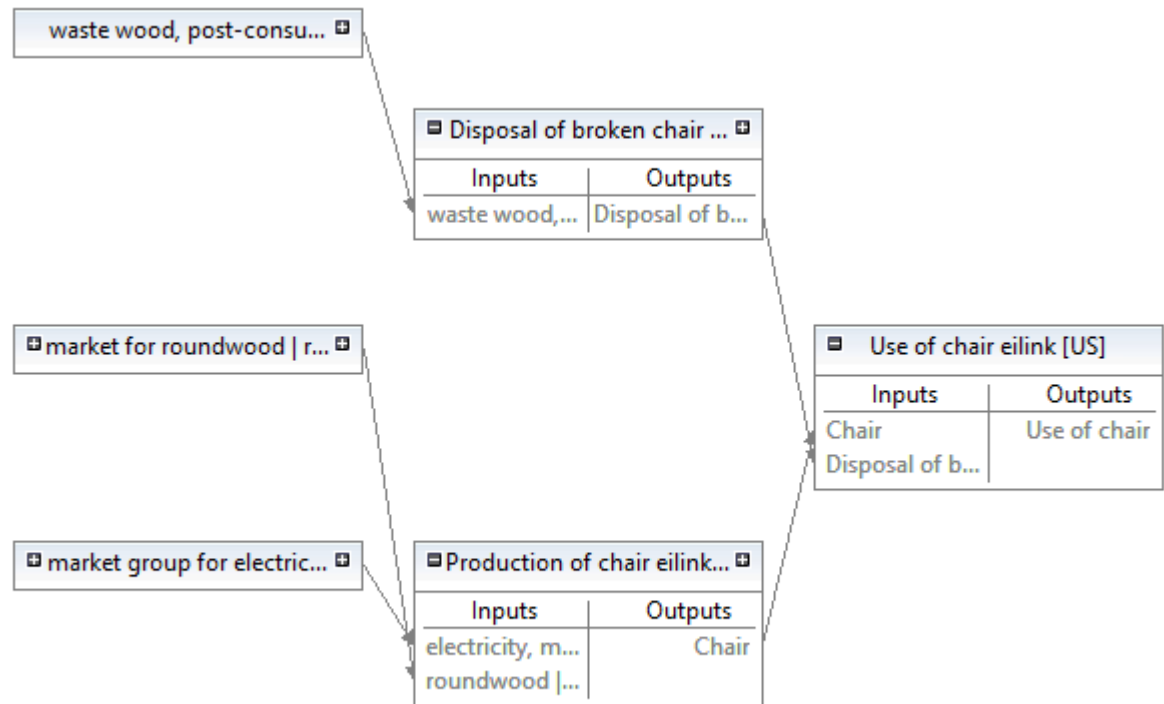 waste wood, post-consu...
Disposal of broken chair ...
Inputs Outputs
waste wood,... Disposal of b...
market for roundwood | r...
Use of chair eilink [US]
Inputs Outputs
Chair Use of chair
Disposal of b...
market group for electric...
Production of chair eilink...
Inputs Outputs
electricity, m... Chair
roundwood |...